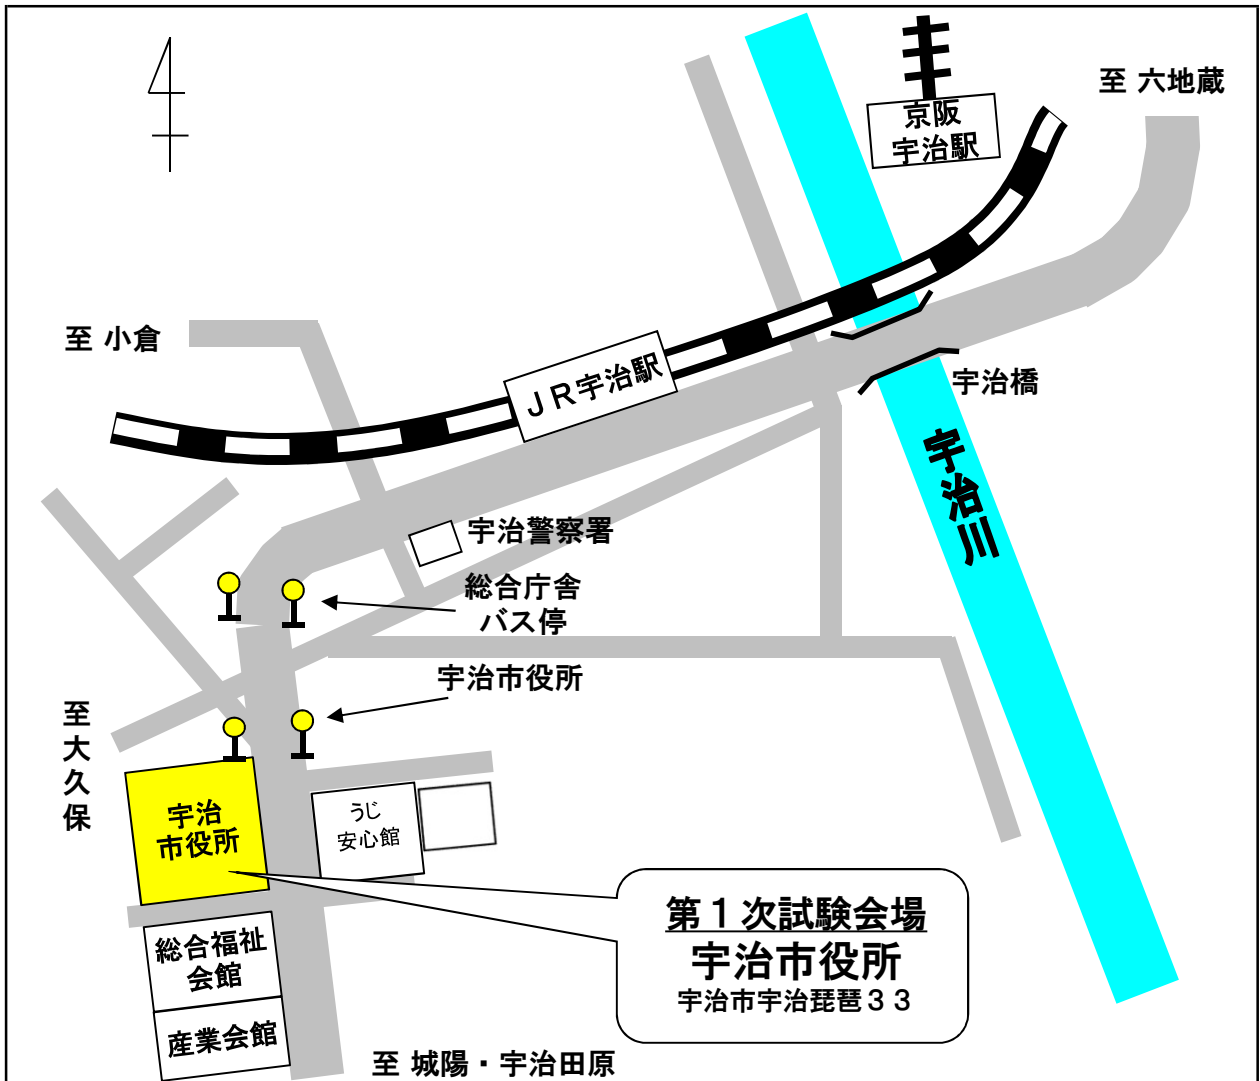 至 六地蔵
京阪
宇治駅
至 小倉
ＪＲ宇治駅
宇治橋
宇治川
宇治警察署
総合庁舎
バス停
宇治市役所
至大久保
宇治
市役所
うじ
安心館
第１次試験会場
宇治市役所
宇治市宇治琵琶３３
総合福祉
会館
産業会館
至 城陽・宇治田原